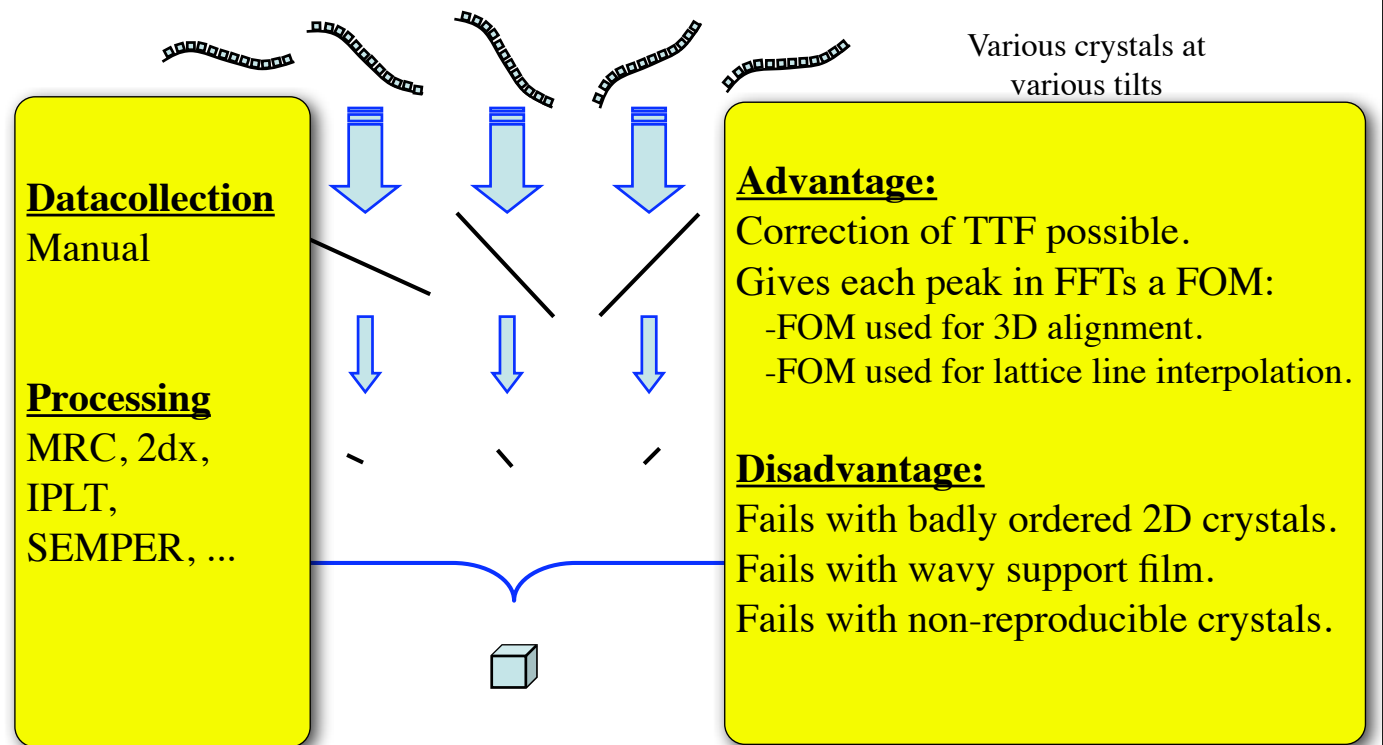 Various crystals at
various tilts
Datacollection
Manual
Processing
MRC, 2dx,
IPLT,
SEMPER, ...
Advantage:
Correction of TTF possible.
Gives each peak in FFTs a FOM:
-FOM used for 3D alignment.
-FOM used for lattice line interpolation.
Disadvantage:
Fails with badly ordered 2D crystals.
Fails with wavy support film.
Fails with non-reproducible crystals.